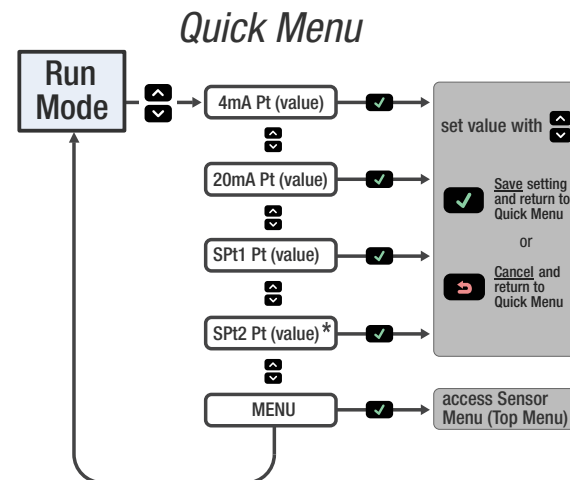 Quick Menu
Run
Mode
4mA Pt (value)
20mA Pt (value)
SPt1 Pt (value)
SPt2 Pt (value)*
MENU
set value with
Save setting
and return to
Quick Menu
or
Cancel and
return to
Quick Menu
access Sensor
Menu (Top Menu)